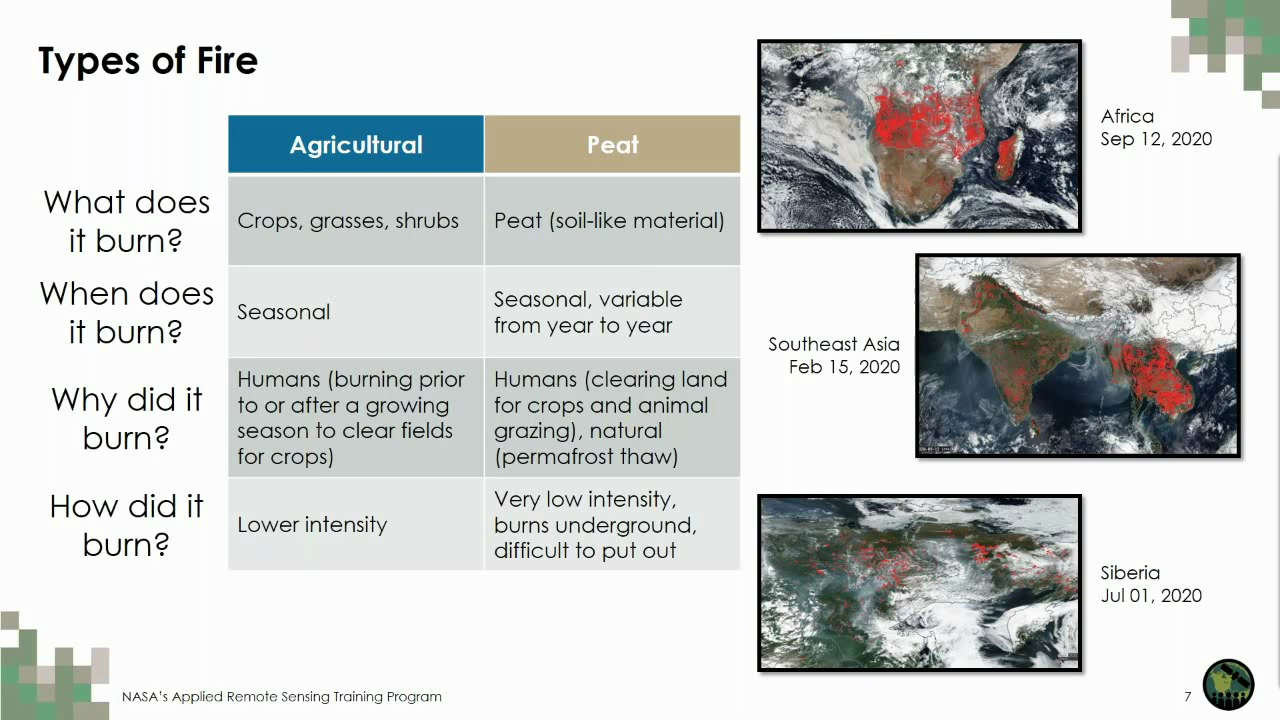 Types of Fire
Agricultural
Peat
What does
it burn?
Crops, grasses, shrubs
Peat (soil-like material)
When does
it burn?
Seasonal
Seasonal, variable
from year to year
Why did it
burn?
Humans (burning prior
to or after a growing
season to clear fields
for crops)
Humans (clearing land
for crops and animal
grazing), natural
(permafrost thaw)
How did it
burn?
Lower intensity
Very low intensity,
burns underground,
difficult to put out
Africa
Sep 12, 2020
Southeast Asia
Feb 15, 2020
Siberia
Jul 01, 2020
NASA's Applied Remote Sensing Training Program
7